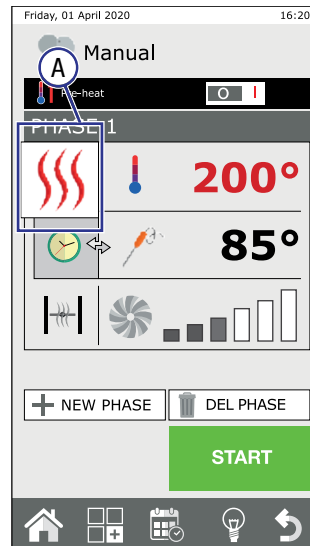 Friday, 01 April 2020 16:20
Manual
A
Pre-heat O I
PHASE 1
200°
85°
NEW PHASE DEL PHASE
START